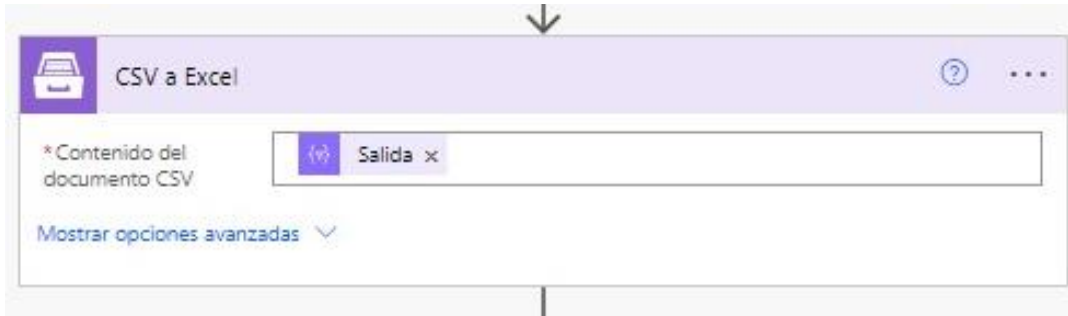 CSV a Excel
*Contenido del
documento CSV
{v} Salida ×
Mostrar opciones avanzadas